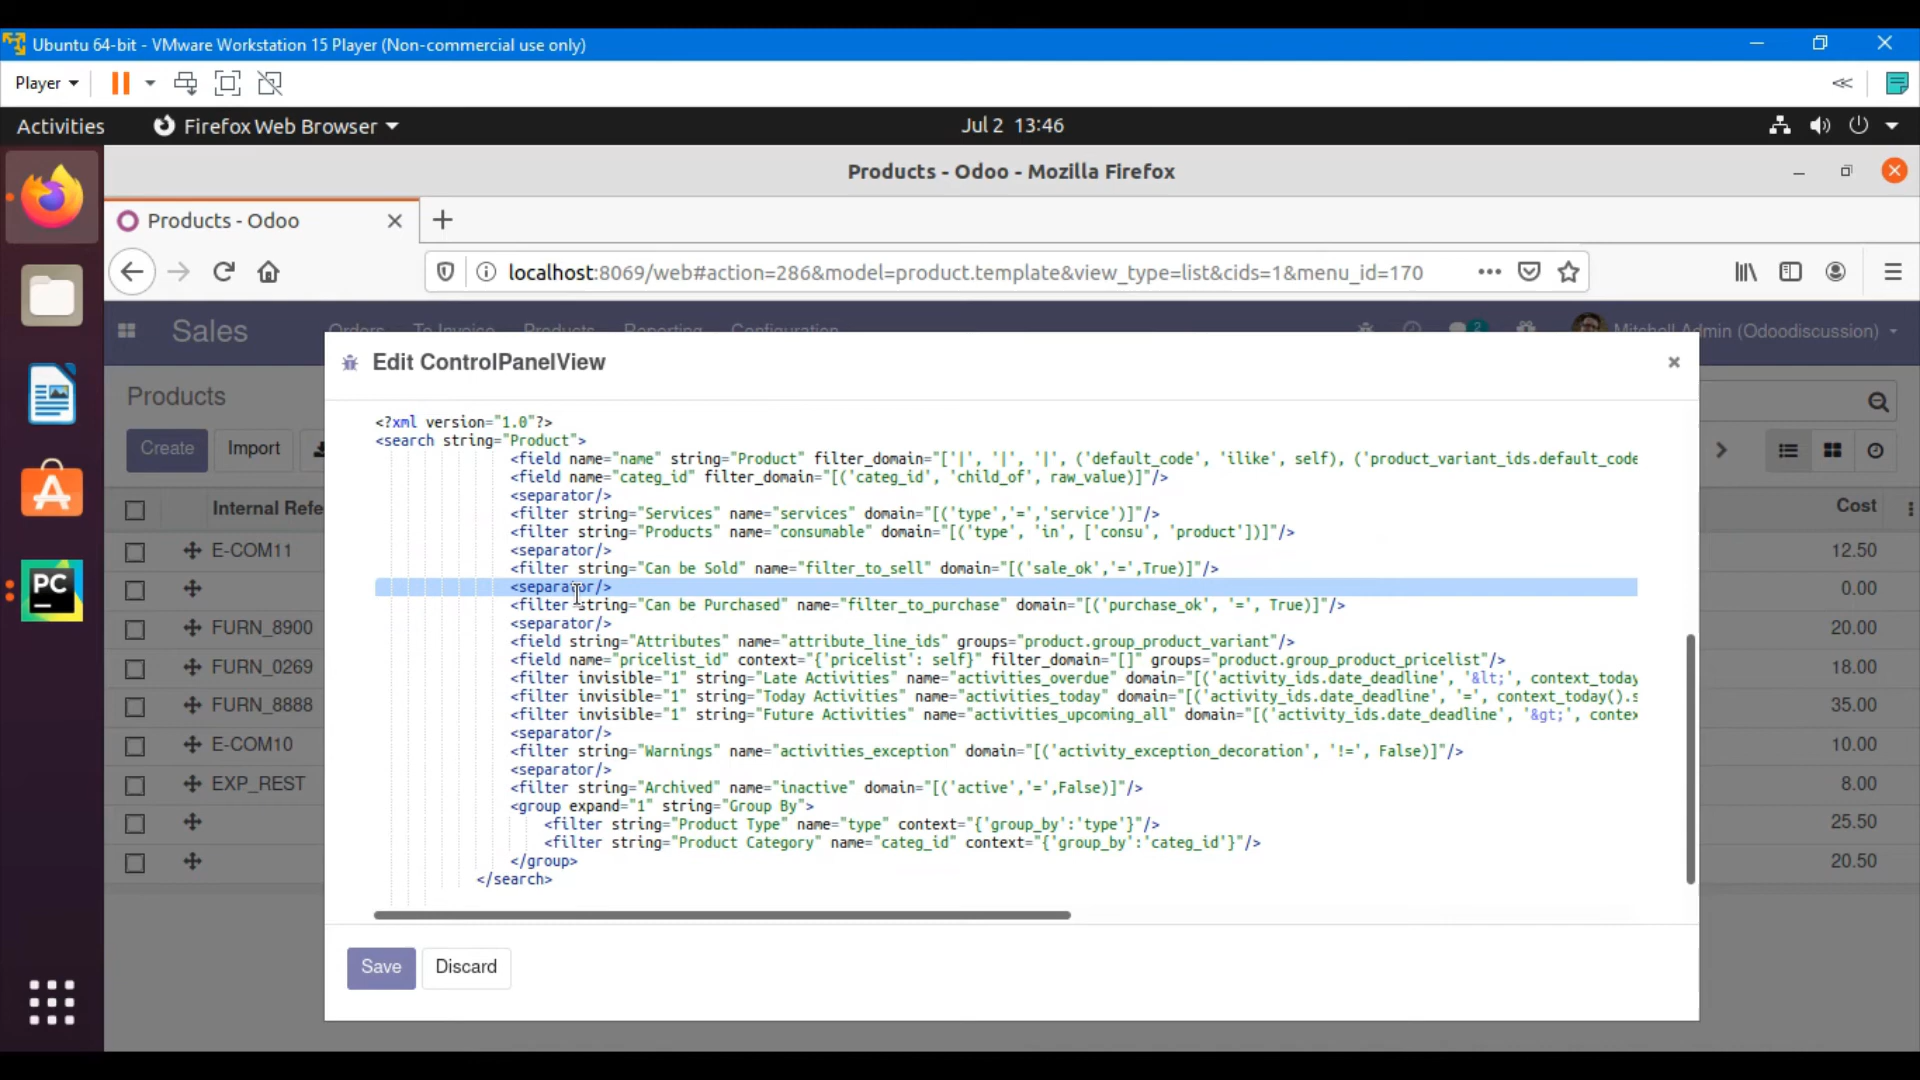 Ubuntu 64-bit - VMware Workstation 15 Player (Non-commercial use only)
Player
Activities
Firefox Web Browser
Jul 2 13:46
Products - Odoo - Mozilla Firefox
Products - Odoo
localhost:8069/web#action=286&model=product.template&view_type=list&cids=1&menu_id=170
Sales
Orders
To Invoice
Products
Reporting
Configuration
2
Mitchell Admin (Odoodiscussion)
Edit ControlPanelView
Products
Create
Import
Internal Refe
Cost
E-COM11
12.50
0.00
FURN_8900
20.00
FURN_0269
18.00
FURN_8888
35.00
E-COM10
10.00
EXP_REST
8.00
25.50
20.50
<?xml version="1.0"?>
<search string="Product">
<field name="name" string="Product" filter_domain="['|', '|', '|', ('default_code', 'ilike', self), ('product_variant_ids.default_code
<field name="categ_id" filter_domain="[('categ_id', 'child_of', raw_value)]"/>
<separator/>
<filter string="Services" name="services" domain="[('type','=','service')]"/>
<filter string="Products" name="consumable" domain="[('type', 'in', ['consu', 'product'])]"/>
<separator/>
<filter string="Can be Sold" name="filter_to_sell" domain="[('sale_ok','=',True)]"/>
<separator/>
<filter string="Can be Purchased" name="filter_to_purchase" domain="[('purchase_ok', '=', True)]"/>
<separator/>
<field string="Attributes" name="attribute_line_ids" groups="product.group_product_variant"/>
<field name="pricelist_id" context="{'pricelist': self}" filter_domain="[]" groups="product.group_product_pricelist"/>
<filter invisible="1" string="Late Activities" name="activities_overdue" domain="[('activity_ids.date_deadline', '&lt;', context_today
<filter invisible="1" string="Today Activities" name="activities_today" domain="[('activity_ids.date_deadline', '=', context_today().s
<filter invisible="1" string="Future Activities" name="activities_upcoming_all" domain="[('activity_ids.date_deadline', '&gt;', contex
<separator/>
<filter string="Warnings" name="activities_exception" domain="[('activity_exception_decoration', '!=', False)]"/>
<separator/>
<filter string="Archived" name="inactive" domain="[('active','=',False)]"/>
<group expand="1" string="Group By">
<filter string="Product Type" name="type" context="{'group_by':'type'}"/>
<filter string="Product Category" name="categ_id" context="{'group_by':'categ_id'}"/>
</group>
</search>
Save
Discard
PC